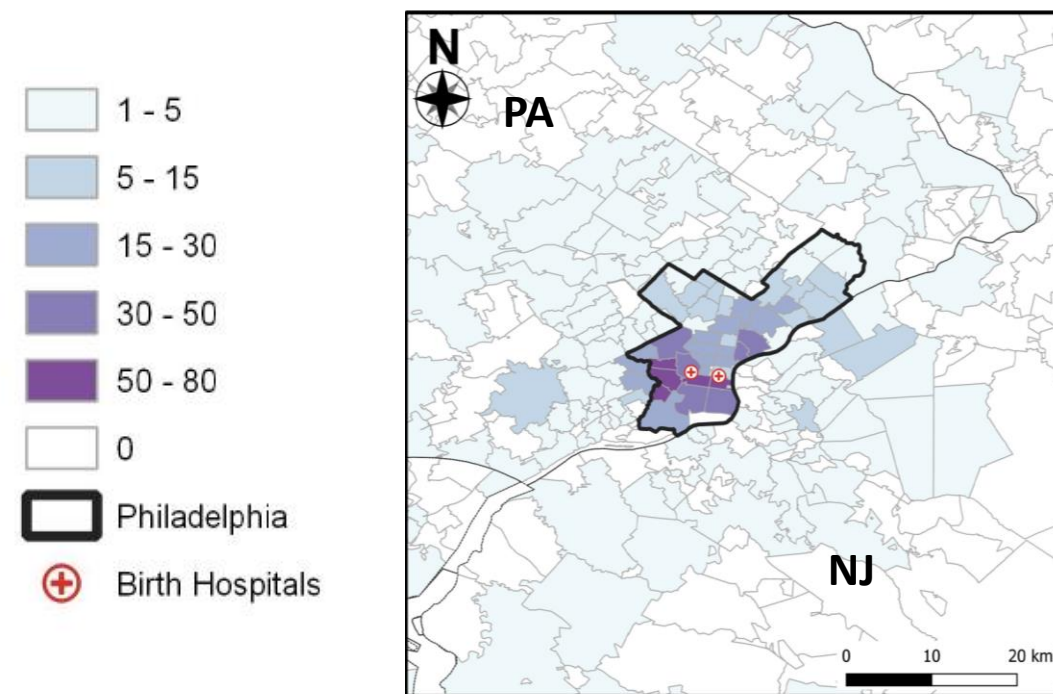 1 - 5
5 - 15
15 - 30
30 - 50
50 - 80
0
Philadelphia
Birth Hospitals
N
PA
NJ
0 10 20 km